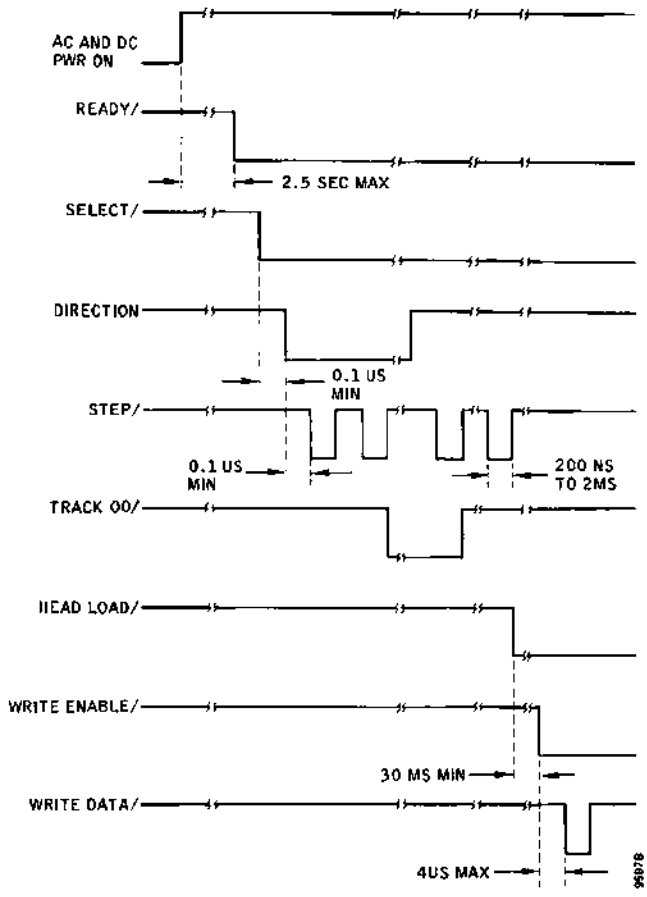 AC AND DC
PWR ON
READY/
2.5 SEC MAX
SELECT/
DIRECTION
0.1 US
MIN
STEP/
0.1 US
MIN
200 NS
TO 2MS
TRACK 00/
HEAD LOAD/
WRITE ENABLE/
30 MS MIN
WRITE DATA/
4US MAX
9507B